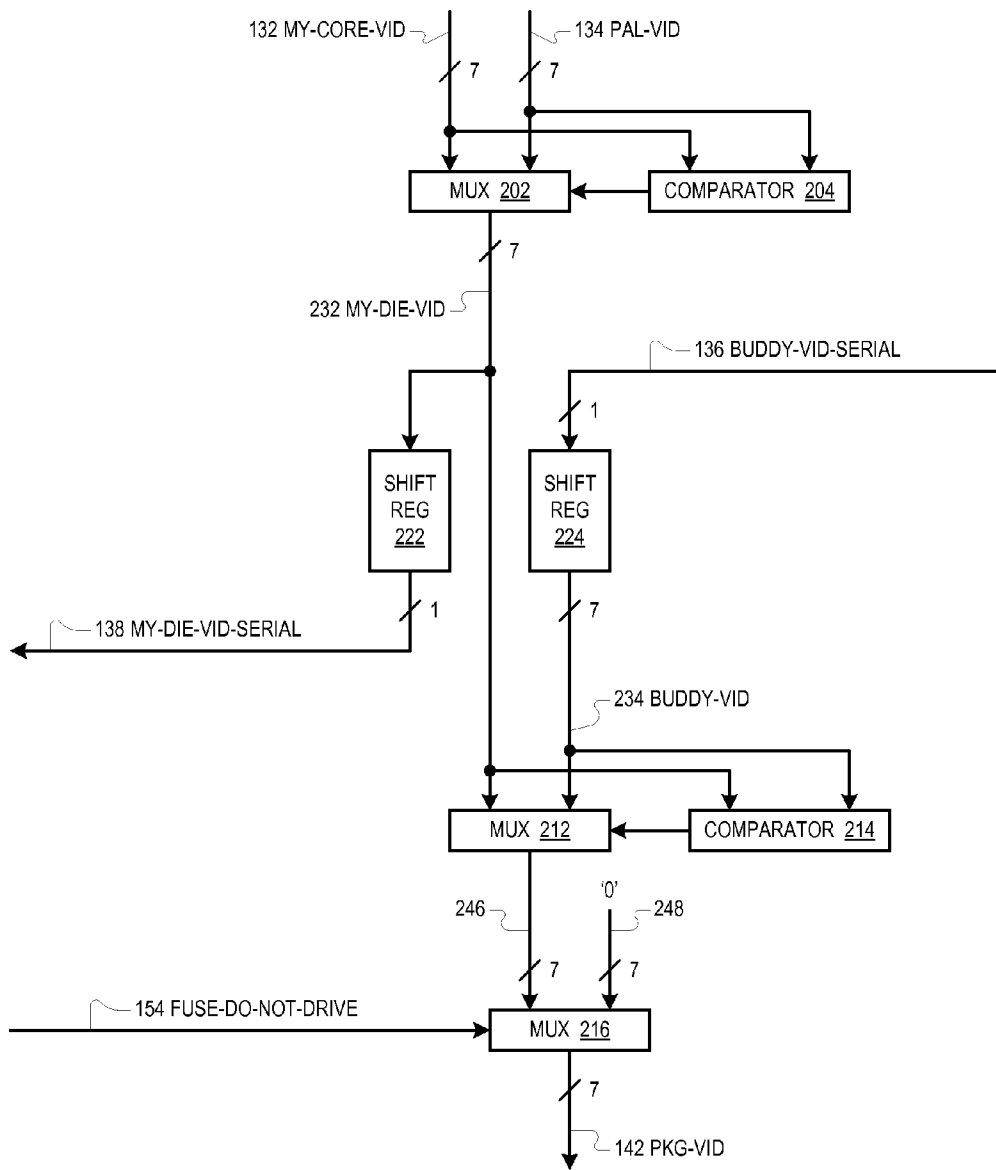 132 MY-CORE-VID
134 PAL-VID
7
7
MUX 202
COMPARATOR 204
7
232 MY-DIE-VID
136 BUDDY-VID-SERIAL
1
SHIFT
REG
222
SHIFT
REG
224
1
7
138 MY-DIE-VID-SERIAL
234 BUDDY-VID
MUX 212
COMPARATOR 214
'0'
246
248
7
7
154 FUSE-DO-NOT-DRIVE
MUX 216
7
142 PKG-VID